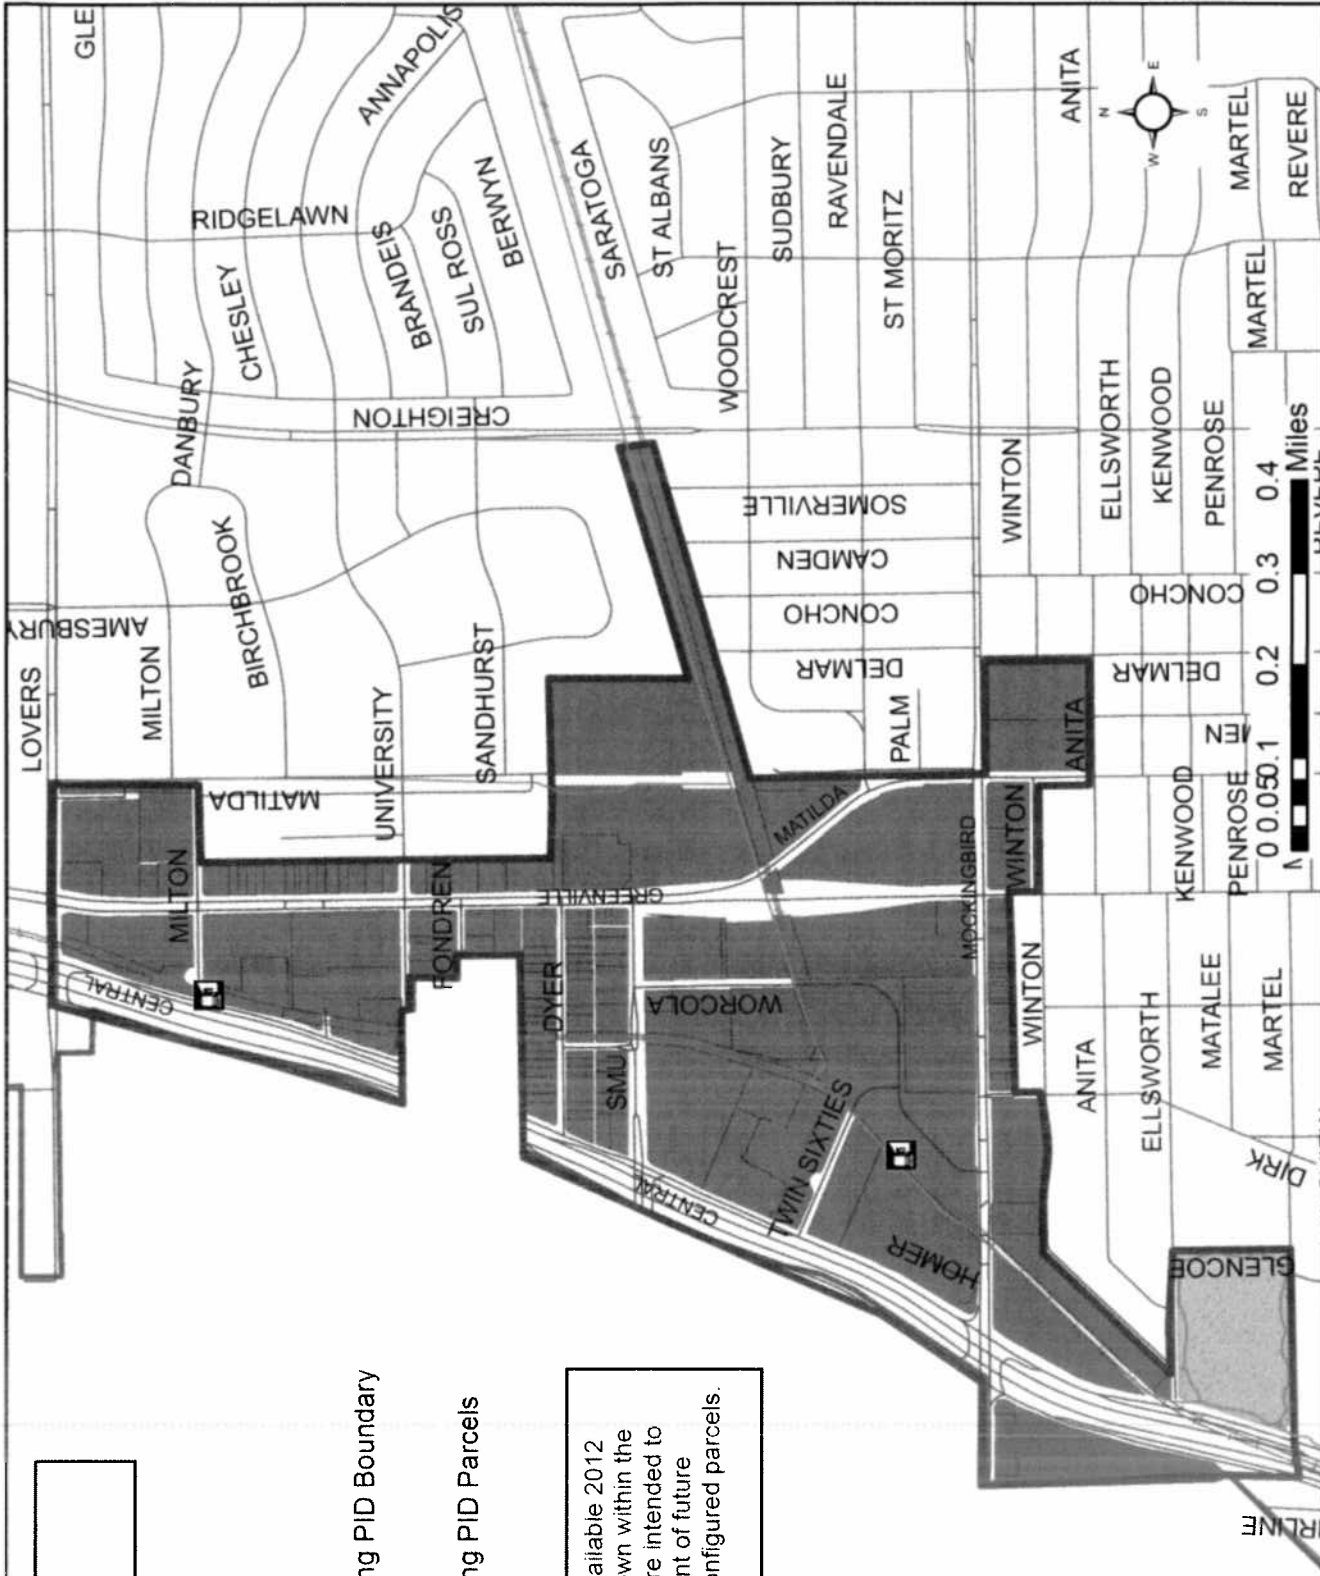 GLE
LOVERS
AMESBURY
DANBURY
RIDGELAWN
ANNAPOLIS
CHESLEY
BRANDEIS
SUL ROSS
BERWYN
CREIGHTON
MILTON
BIRCHBROOK
UNIVERSITY
SANDHURST
MATILDA
MILTON
CENTRAL
FONDREN
GREENVILLE
DYER
SMU
WORCOLA
CENTRAL
TWIN SIXTIES
HOMER
MATILDA
MOCKINGBIRD
SARATOGA
ST ALBANS
WOODCREST
SUDBURY
RAVENDALE
ST MORITZ
SOMERVILLE
CAMDEN
CONCHO
DELMAR
PALM
ANITA
MARTEL
REVERE
MARTEL
WINTON
ELLSWORTH
KENWOOD
PENROSE
CONCHO
DELMAR
ANITA
WINTON
KENWOOD
PENROSE
WINTON
ANITA
ELLSWORTH
MATALEE
MARTEL
DIRK
GLENCOE
N
W E
S
0 0.05 0.1 0.2 0.3 0.4
Miles
ng PID Boundary
ng PID Parcels
ailable 2012
wn within the
re intended to
nt of future
onfigured parcels.